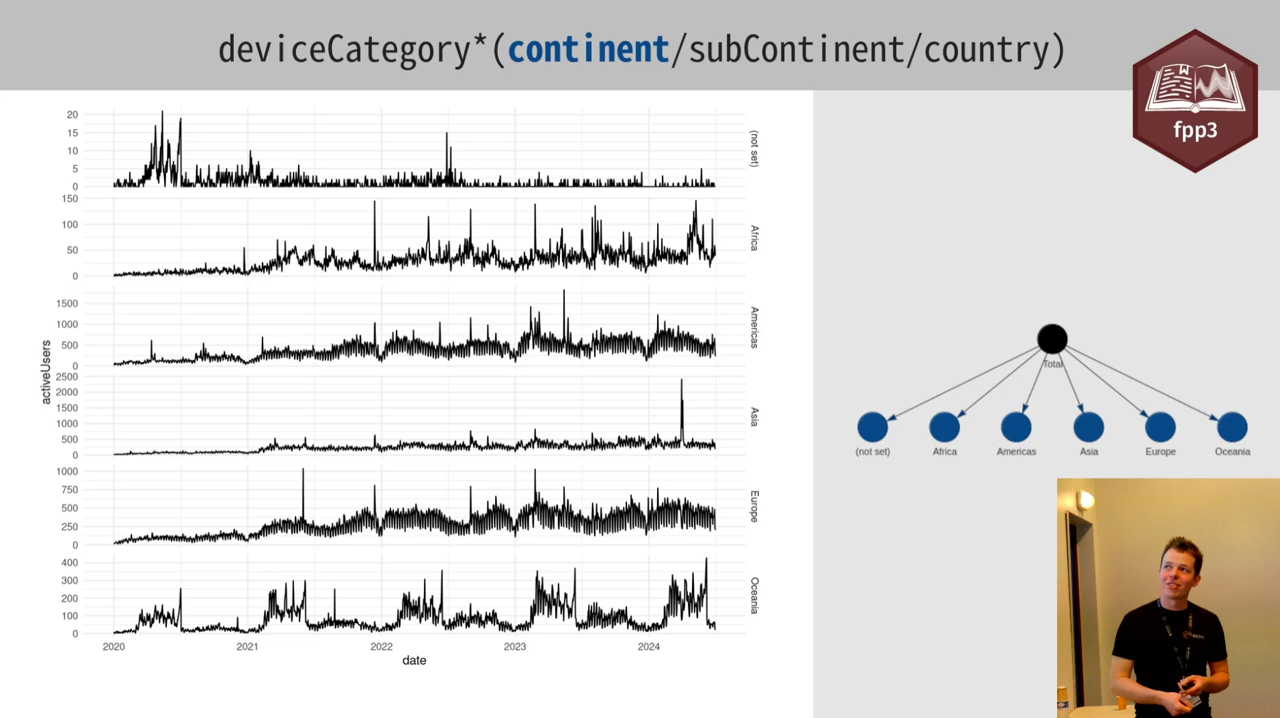 deviceCategory*(continent/subContinent/country)
fpp3
activeUsers
20
15
10
5
0
(not set)
150
100
50
0
Africa
1500
1000
500
0
Americas
2500
2000
1500
1000
500
0
Asia
1000
750
500
250
0
Europe
400
300
200
100
0
Oceania
2020 2021 2022 2023 2024
date
Total
(not set) Africa Americas Asia Europe Oceania